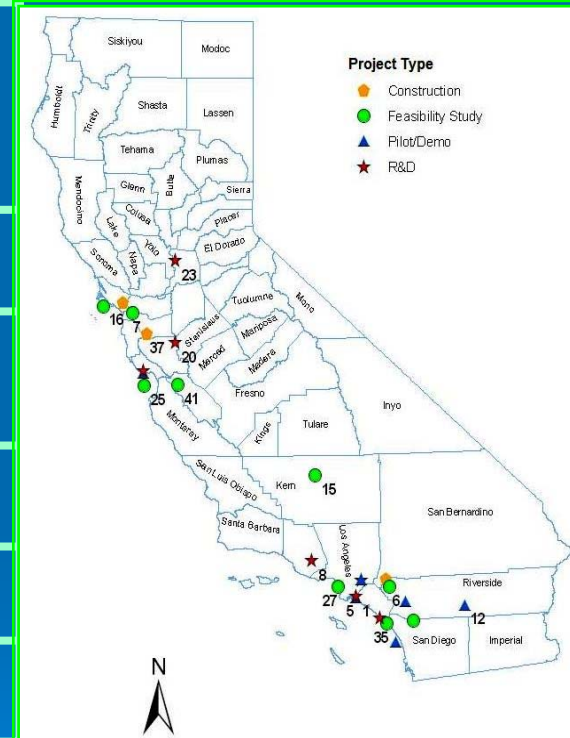 Siskiyou
Modoc
Humboldt
Trinity
Shasta
Lassen
Tehama
Plumas
Mendocino
Glenn
Butte
Sierra
Colusa
Lake
Placer
Yolo
El Dorado
Sonoma
Napa
Project Type
Construction
Feasibility Study
Pilot/Demo
R&D
23
16
7
Tuolumne
Mono
37
20
Stanislaus
Mariposa
Merced
Madera
25
41
Fresno
Inyo
Monterey
Kings
Tulare
San Luis Obispo
Kern
15
San Bernardino
Santa Barbara
Los Angeles
8
27
5
1
6
Riverside
12
35
San Diego
Imperial
N